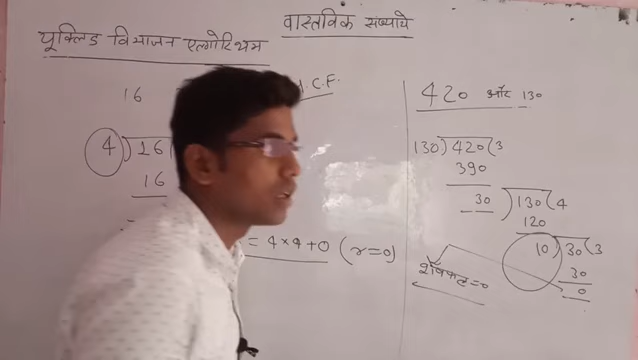 वास्तविक संख्यायें
यूक्लिड विभाजन एल्गोरिथम
16
C.F.
4)16(
16
= 4×4+0 (r=0)
420 और 130
130)420(3
390
30)130(4
120
10)30(3
30
0
शेषफल=0